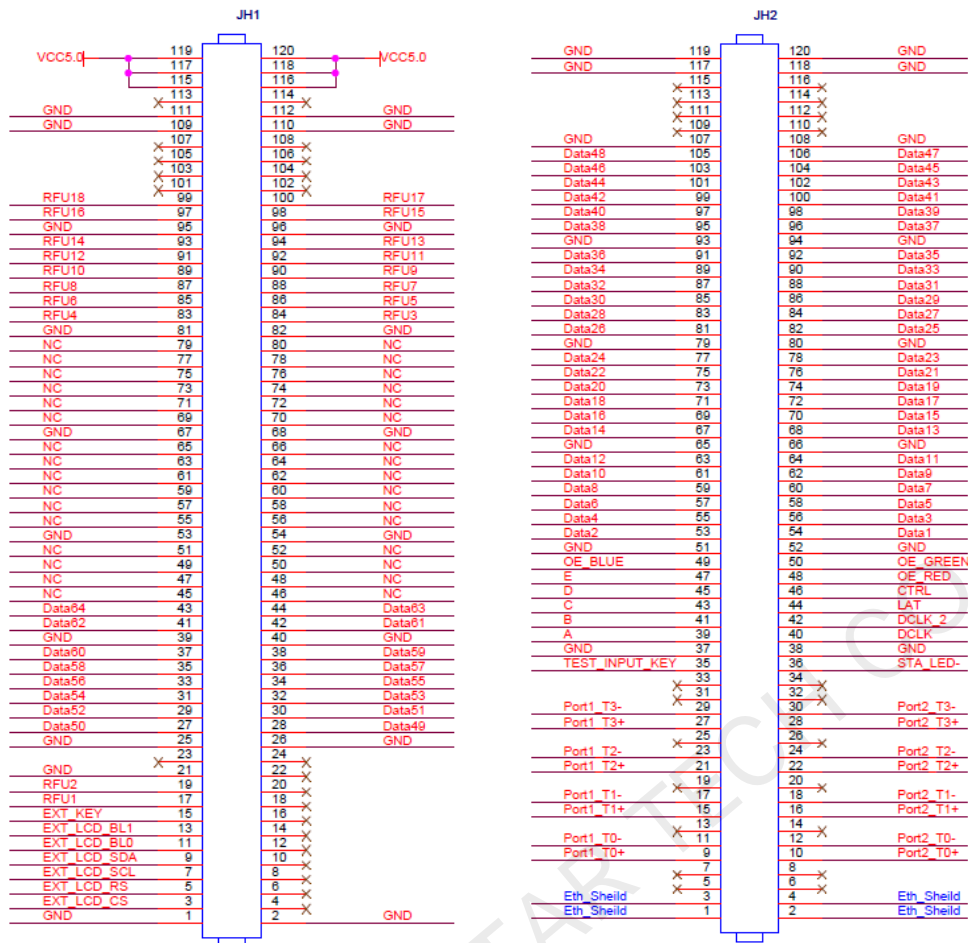 JH1
VCC5.0 119 120 VCC5.0
117 118
115 116
113 114
GND 111 112 GND
GND 109 110 GND
107 108
105 106
103 104
101 102
RFU18 99 100 RFU17
RFU16 97 98 RFU15
GND 95 96 GND
RFU14 93 94 RFU13
RFU12 91 92 RFU11
RFU10 89 90 RFU9
RFU8 87 88 RFU7
RFU6 85 86 RFU5
RFU4 83 84 RFU3
GND 81 82 GND
NC 79 80 NC
NC 77 78 NC
NC 75 76 NC
NC 73 74 NC
NC 71 72 NC
NC 69 70 NC
GND 67 68 GND
NC 65 66 NC
NC 63 64 NC
NC 61 62 NC
NC 59 60 NC
NC 57 58 NC
NC 55 56 NC
GND 53 54 GND
NC 51 52 NC
NC 49 50 NC
NC 47 48 NC
NC 45 46 NC
Data64 43 44 Data63
Data62 41 42 Data61
GND 39 40 GND
Data60 37 38 Data59
Data58 35 36 Data57
Data56 33 34 Data55
Data54 31 32 Data53
Data52 29 30 Data51
Data50 27 28 Data49
GND 25 26 GND
23 24
GND 21 22
RFU2 19 20
RFU1 17 18
EXT_KEY 15 16
EXT_LCD_BL1 13 14
EXT_LCD_BL0 11 12
EXT_LCD_SDA 9 10
EXT_LCD_SCL 7 8
EXT_LCD_RS 5 6
EXT_LCD_CS 3 4
GND 1 2 GND
JH2
GND 119 120 GND
GND 117 118 GND
115 116
113 114
111 112
109 110
GND 107 108 GND
Data48 105 106 Data47
Data46 103 104 Data45
Data44 101 102 Data43
Data42 99 100 Data41
Data40 97 98 Data39
Data38 95 96 Data37
GND 93 94 GND
Data36 91 92 Data35
Data34 89 90 Data33
Data32 87 88 Data31
Data30 85 86 Data29
Data28 83 84 Data27
Data26 81 82 Data25
GND 79 80 GND
Data24 77 78 Data23
Data22 75 76 Data21
Data20 73 74 Data19
Data18 71 72 Data17
Data16 69 70 Data15
Data14 67 68 Data13
GND 65 66 GND
Data12 63 64 Data11
Data10 61 62 Data9
Data8 59 60 Data7
Data6 57 58 Data5
Data4 55 56 Data3
Data2 53 54 Data1
GND 51 52 GND
OE_BLUE 49 50 OE_GREEN
E 47 48 OE_RED
D 45 46 CTRL
C 43 44 LAT
B 41 42 DCLK_2
A 39 40 DCLK
GND 37 38 GND
TEST_INPUT_KEY 35 36 STA_LED-
33 34
31 32
Port1_T3- 29 30 Port2_T3-
Port1_T3+ 27 28 Port2_T3+
25 26
Port1_T2- 23 24 Port2_T2-
Port1_T2+ 21 22 Port2_T2+
19 20
Port1_T1- 17 18 Port2_T1-
Port1_T1+ 15 16 Port2_T1+
13 14
Port1_T0- 11 12 Port2_T0-
Port1_T0+ 9 10 Port2_T0+
7 8
5 6
Eth_Sheild 3 4 Eth_Sheild
Eth_Sheild 1 2 Eth_Sheild
TAR TECH CO